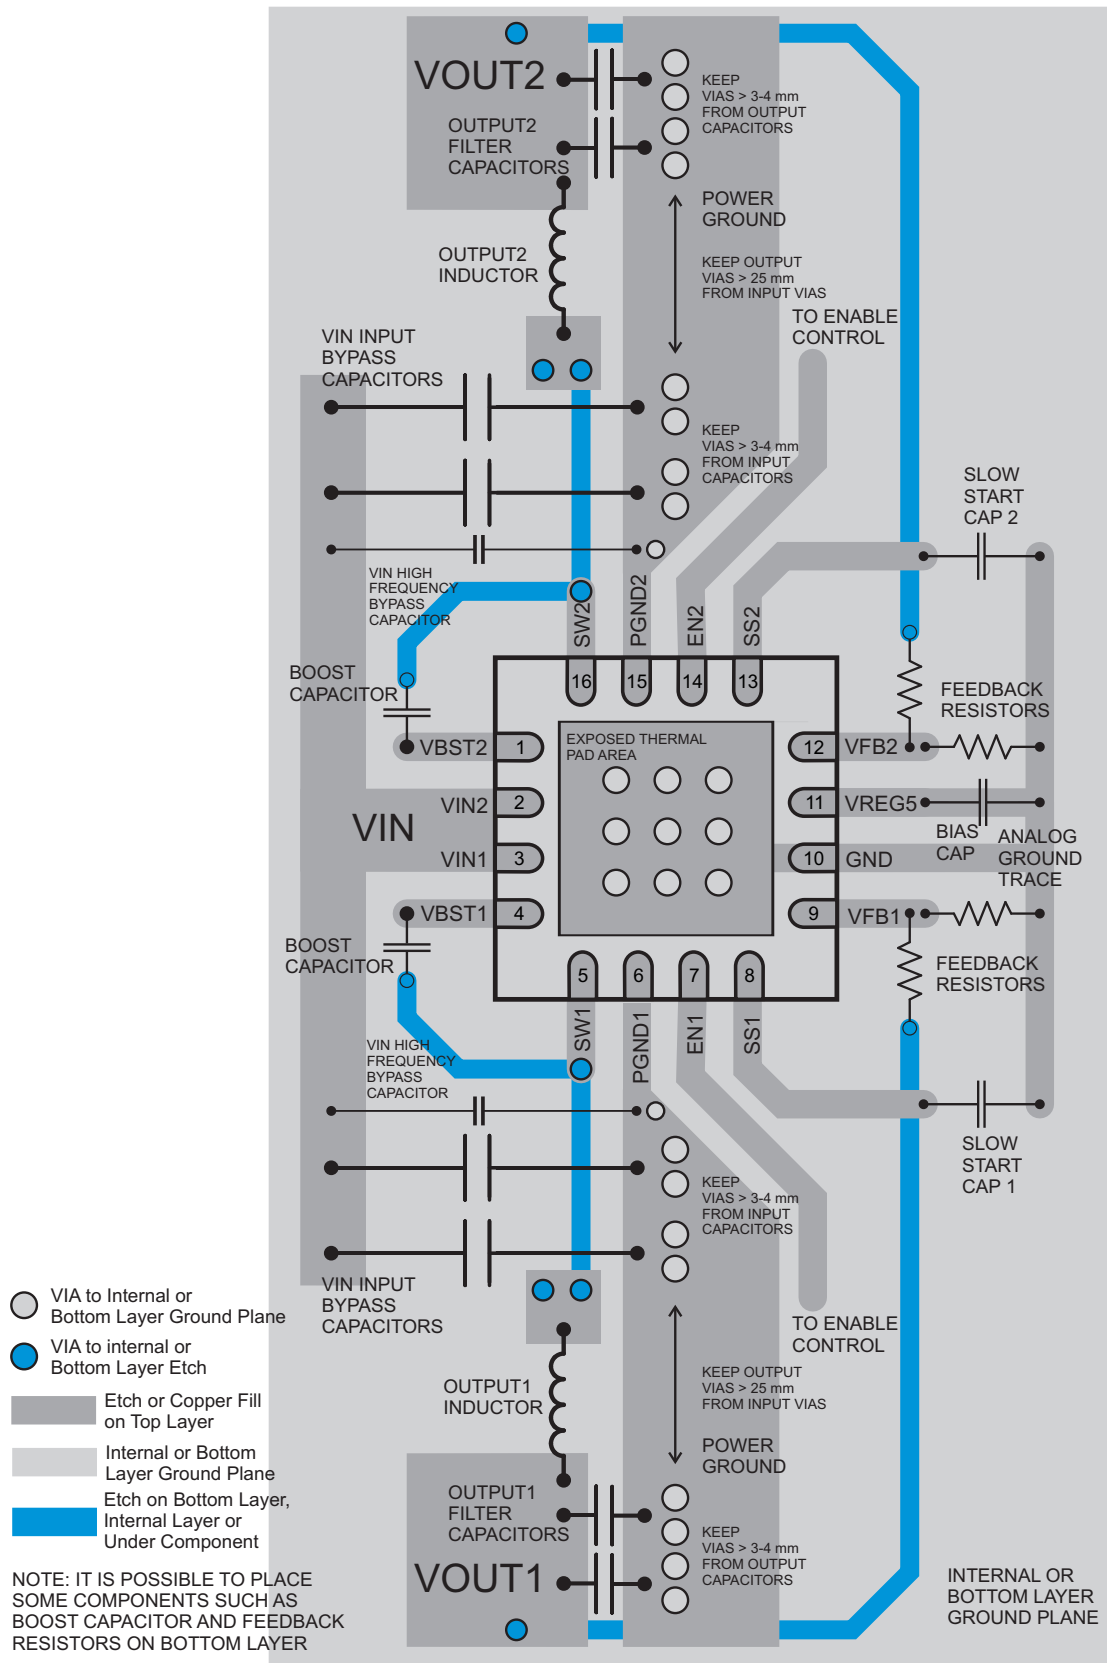 VOUT2
KEEP
VIAS > 3-4 mm
FROM OUTPUT
CAPACITORS
OUTPUT2
FILTER
CAPACITORS
POWER
GROUND
OUTPUT2
INDUCTOR
KEEP OUTPUT
VIAS > 25 mm
FROM INPUT VIAS
TO ENABLE
CONTROL
VIN INPUT
BYPASS
CAPACITORS
KEEP
VIAS > 3-4 mm
FROM INPUT
CAPACITORS
SLOW
START
CAP 2
VIN HIGH
FREQUENCY
BYPASS
CAPACITOR
SW2
PGND2
EN2
SS2
BOOST
CAPACITOR
16
15
14
13
FEEDBACK
RESISTORS
VBST2
1
EXPOSED THERMAL
PAD AREA
12
VFB2
VIN2
2
11
VREG5
VIN
BIAS
CAP
ANALOG
GROUND
TRACE
VIN1
3
10
GND
VBST1
4
9
VFB1
BOOST
CAPACITOR
5
6
7
8
FEEDBACK
RESISTORS
SW1
PGND1
EN1
SS1
VIN HIGH
FREQUENCY
BYPASS
CAPACITOR
SLOW
START
CAP 1
KEEP
VIAS > 3-4 mm
FROM INPUT
CAPACITORS
VIN INPUT
BYPASS
CAPACITORS
TO ENABLE
CONTROL
KEEP OUTPUT
VIAS > 25 mm
FROM INPUT VIAS
OUTPUT1
INDUCTOR
POWER
GROUND
OUTPUT1
FILTER
CAPACITORS
KEEP
VIAS > 3-4 mm
FROM OUTPUT
CAPACITORS
VOUT1
INTERNAL OR
BOTTOM LAYER
GROUND PLANE
VIA to Internal or
Bottom Layer Ground Plane
VIA to internal or
Bottom Layer Etch
Etch or Copper Fill
on Top Layer
Internal or Bottom
Layer Ground Plane
Etch on Bottom Layer,
Internal Layer or
Under Component
NOTE: IT IS POSSIBLE TO PLACE
SOME COMPONENTS SUCH AS
BOOST CAPACITOR AND FEEDBACK
RESISTORS ON BOTTOM LAYER